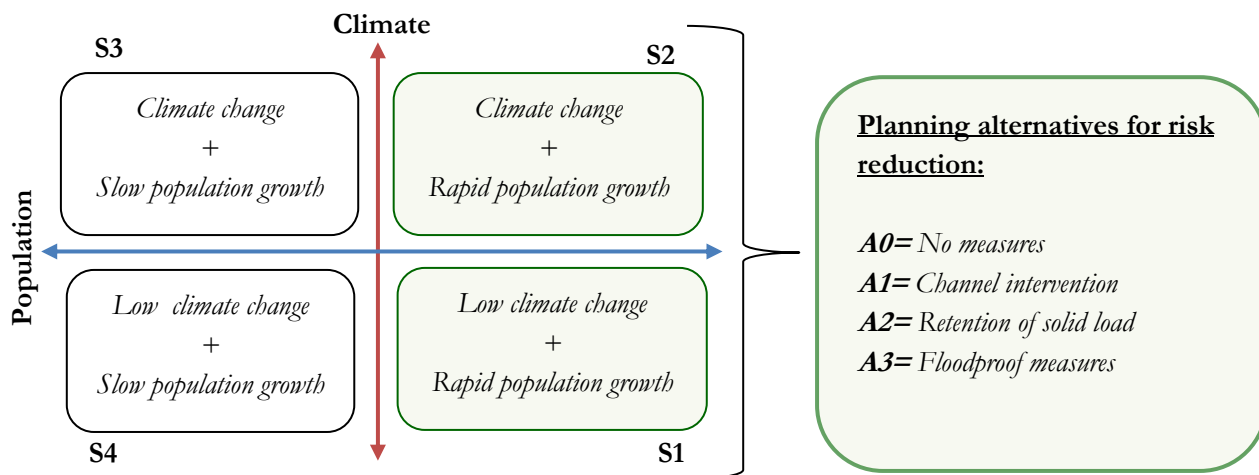 Climate
S3
S2
Climate change
+
Slow population growth
Climate change
+
Rapid population growth
Population
Low climate change
+
Slow population growth
Low climate change
+
Rapid population growth
S4
S1
Planning alternatives for risk
reduction:
A0= No measures
A1= Channel intervention
A2= Retention of solid load
A3= Floodproof measures